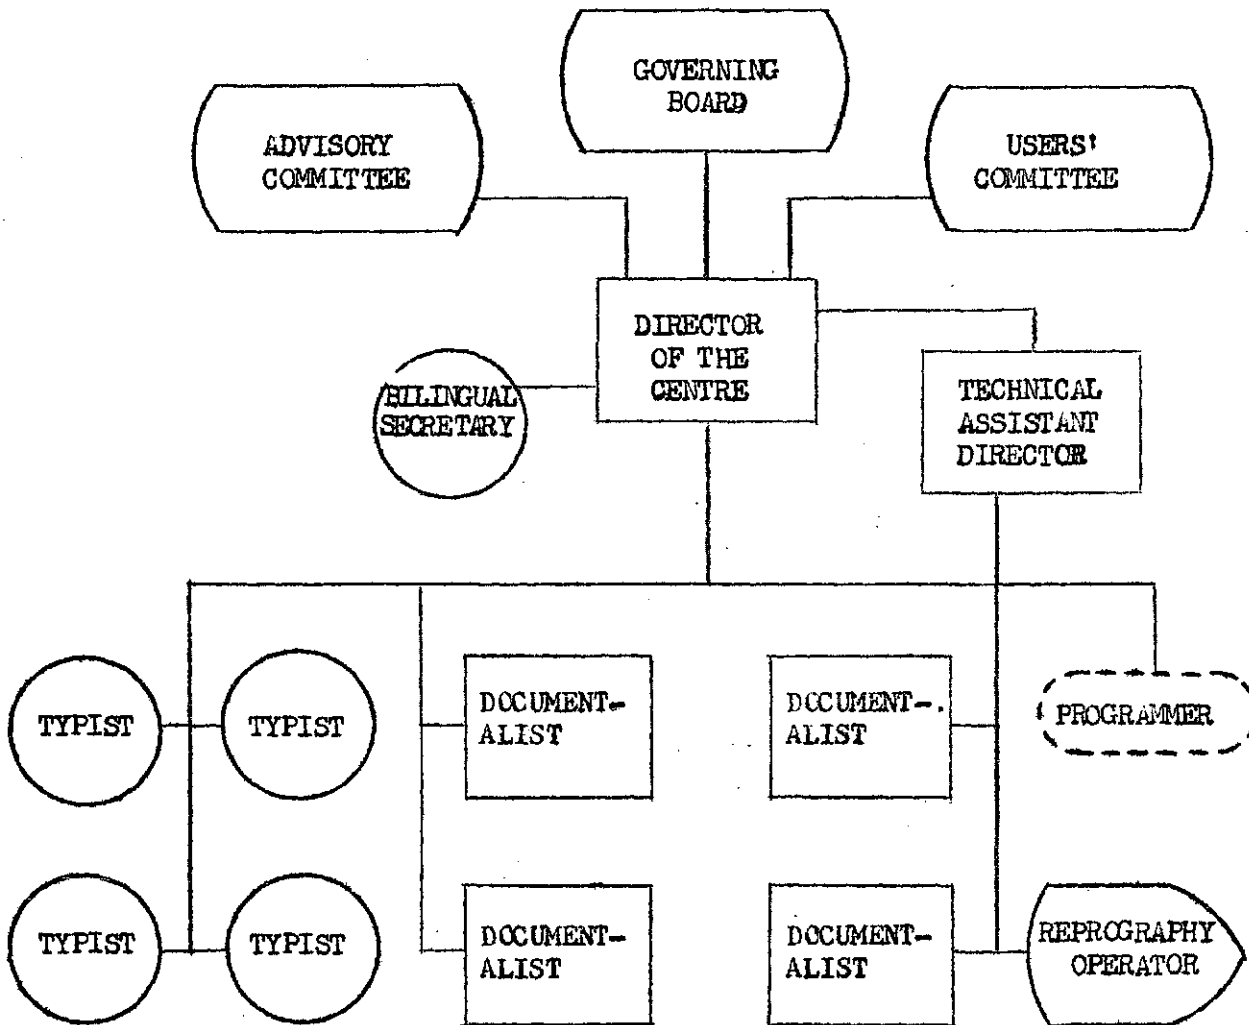 GOVERNING
BOARD
ADVISORY
COMMITTEE
USERS'
COMMITTEE
DIRECTOR
OF THE
CENTRE
BILINGUAL
SECRETARY
TECHNICAL
ASSISTANT
DIRECTOR
TYPIST
TYPIST
DOCUMENT-
ALIST
DOCUMENT-.
ALIST
PROGRAMMER
TYPIST
TYPIST
DOCUMENT-
ALIST
DOCUMENT-
ALIST
REPROGRAPHY
OPERATOR